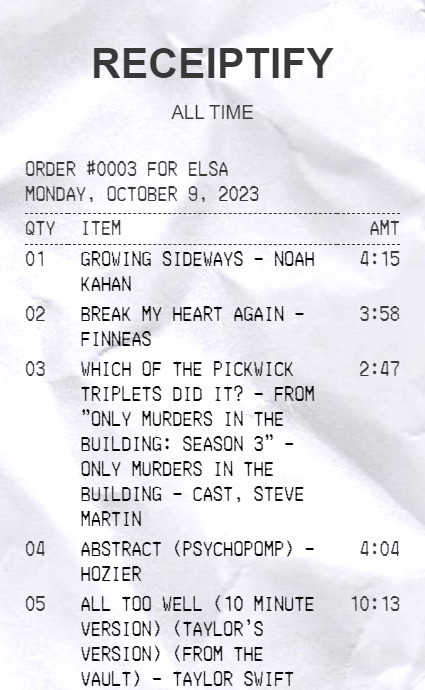 RECEIPTIFY
ALL TIME
ORDER #0003 FOR ELSA
MONDAY, OCTOBER 9, 2023
QTY ITEM AMT
01 GROWING SIDEWAYS - NOAH 4:15
KAHAN
02 BREAK MY HEART AGAIN - 3:58
FINNEAS
03 WHICH OF THE PICKWICK 2:47
TRIPLETS DID IT? - FROM
"ONLY MURDERS IN THE
BUILDING: SEASON 3" -
ONLY MURDERS IN THE
BUILDING - CAST, STEVE
MARTIN
04 ABSTRACT (PSYCHOPOMP) - 4:04
HOZIER
05 ALL TOO WELL (10 MINUTE 10:13
VERSION) (TAYLOR'S
VERSION) (FROM THE
VAULT) - TAYLOR SWIFT